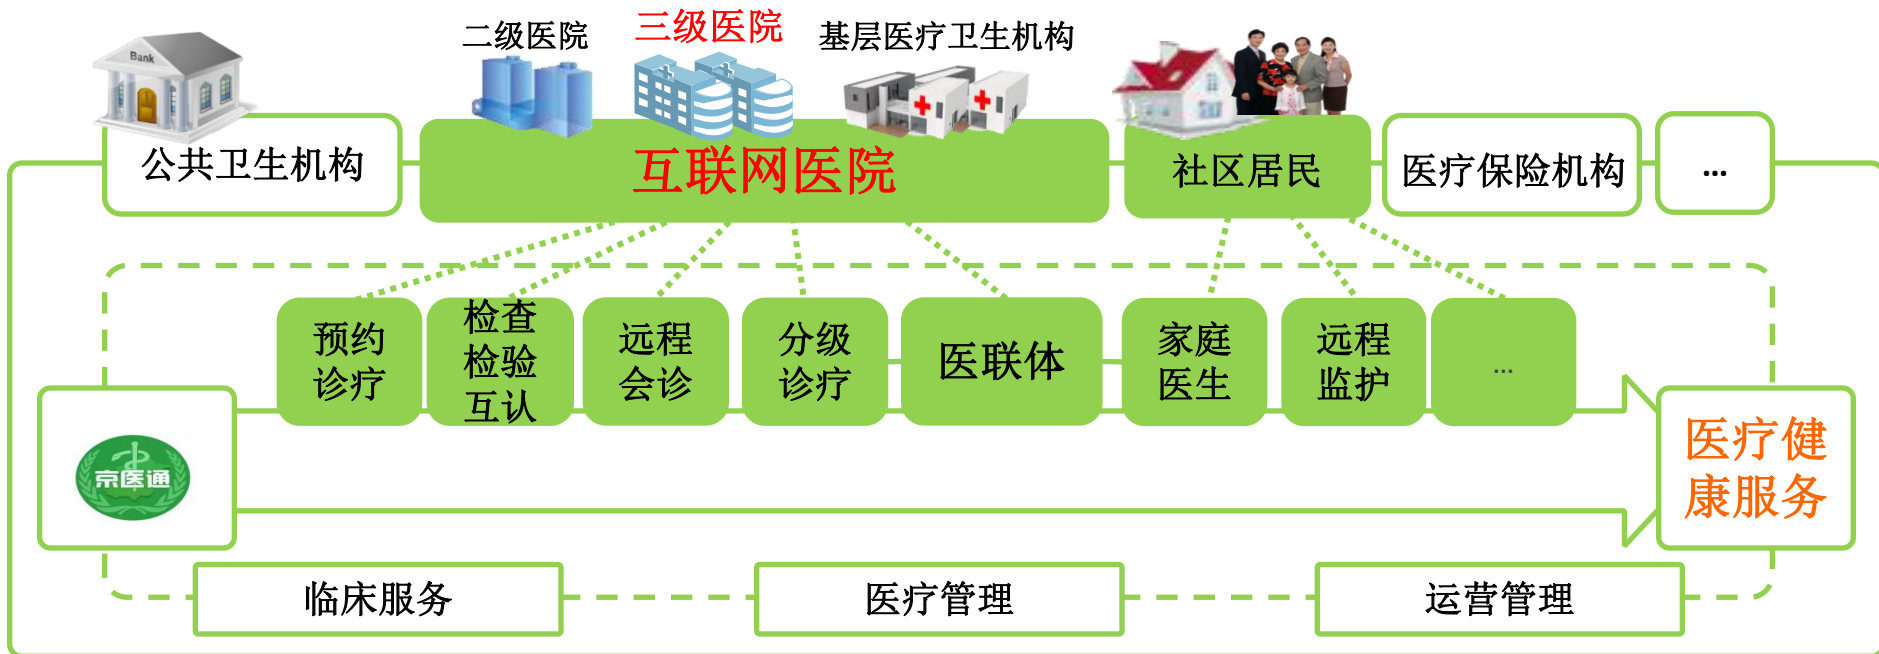 二级医院
三级医院
基层医疗卫生机构
Bank
公共卫生机构
互联网医院
社区居民
医疗保险机构
...
预约
诊疗
检查
检验
互认
远程
会诊
分级
诊疗
医联体
家庭
医生
远程
监护
...
京医通
医疗健
康服务
临床服务
医疗管理
运营管理